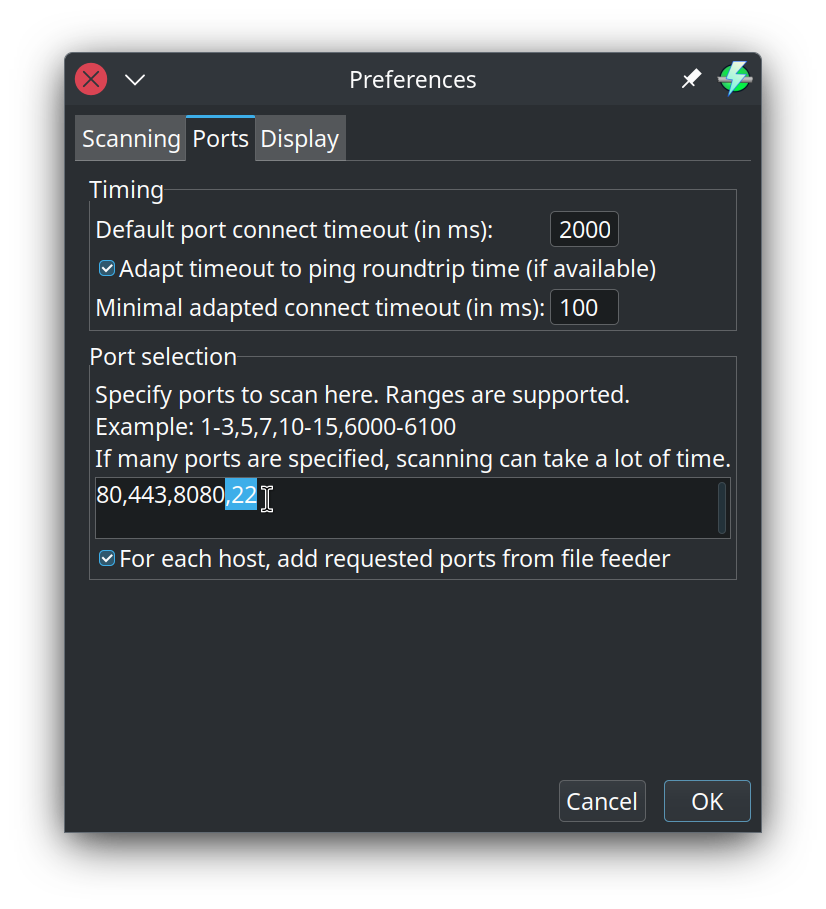 Preferences
Scanning Ports Display
Timing
Default port connect timeout (in ms): 2000
Adapt timeout to ping roundtrip time (if available)
Minimal adapted connect timeout (in ms): 100
Port selection
Specify ports to scan here. Ranges are supported.
Example: 1-3,5,7,10-15,6000-6100
If many ports are specified, scanning can take a lot of time.
80,443,8080,22
For each host, add requested ports from file feeder
Cancel OK